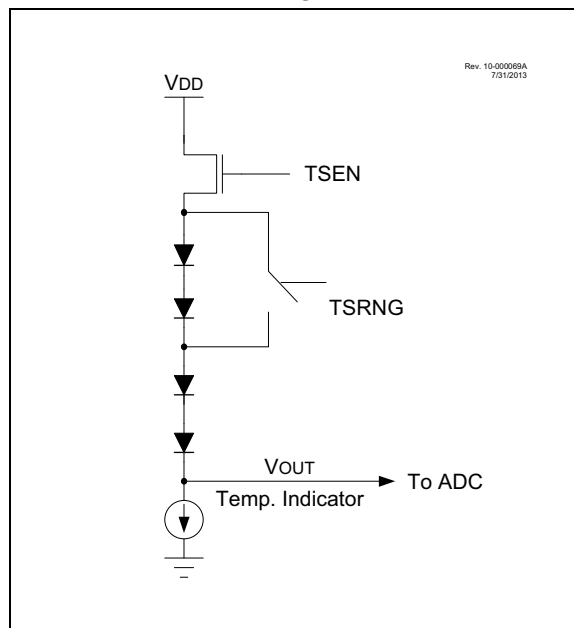 Rev. 10-000069A
7/31/2013
VDD
TSEN
TSRNG
VOUT
To ADC
Temp. Indicator